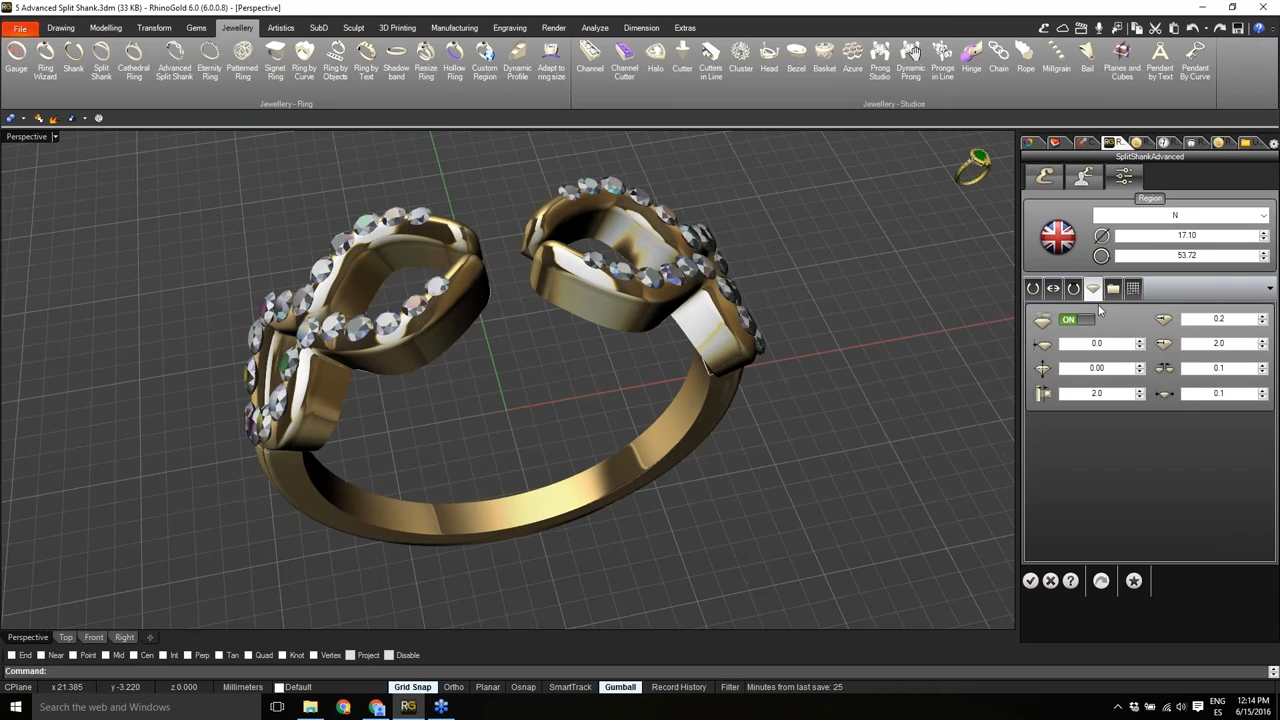 5 Advanced Split Shank.3dm (33 KB) - RhinoGold 6.0 (6.0.0.8) - [Perspective]
File Drawing Modelling Transform Gems Jewellery Artistics SubD Sculpt 3D Printing Manufacturing Engraving Render Analyze Dimension Extras
Gauge Ring Wizard Shank Split Shank Cathedral Ring Advanced Split Shank Eternity Ring Patterned Ring Signet Ring Ring by Curve Ring by Objects Ring by Text Shadow band Resize Ring Hollow Ring Custom Region Dynamic Profile Adapt to ring size Channel Channel Cutter Halo Cutter Cutters in Line Cluster Head Bezel Basket Azure Prong Studio Dynamic Prong Prongs in Line Hinge Chain Rope Millgrain Bail Planes and Cubes Pendant by Text Pendant By Curve
Jewellery - Ring Jewellery - Studios
Perspective
SplitShankAdvanced
Region
N
17.10
53.72
ON 0.2
0.0 2.0
0.00 0.1
2.0 0.1
Perspective Top Front Right
End Near Point Mid Cen Int Perp Tan Quad Knot Vertex Project Disable
Command:
CPlane x 21.385 y -3.220 z 0.000 Millimeters Default Grid Snap Ortho Planar Osnap SmartTrack Gumball Record History Filter Minutes from last save: 25
Search the web and Windows
ENG 12:14 PM
ES 6/15/2016